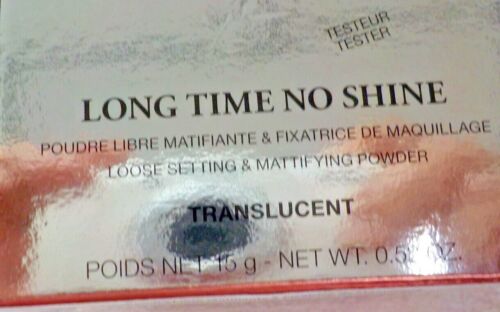 TESTEUR
TESTER
LONG TIME NO SHINE
POUDRE LIBRE MATIFIANTE & FIXATRICE DE MAQUILLAGE
LOOSE SETTING & MATTIFYING POWDER
TRANSLUCENT
POIDS NET 15 g - NET WT. OZ.